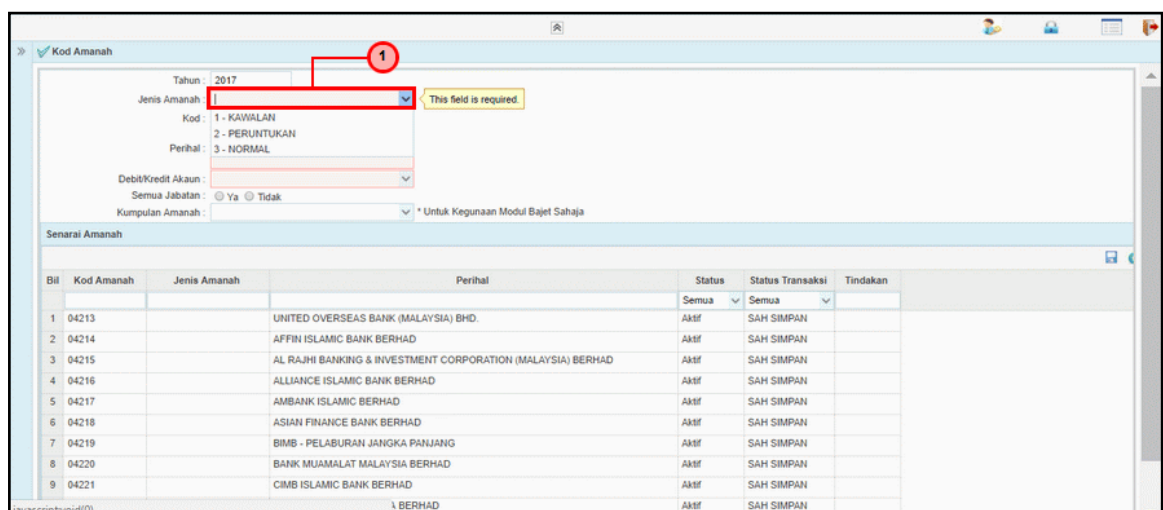 Kod Amanah
1
Tahun : 2017
Jenis Amanah : This field is required.
Kod : 1 - KAWALAN
2 - PERUNTUKAN
Perihal : 3 - NORMAL
Debit/Kredit Akaun :
Semua Jabatan : Ya Tidak
Kumpulan Amanah : * Untuk Kegunaan Modul Bajet Sahaja
Senarai Amanah
Bil Kod Amanah Jenis Amanah Perihal Status Status Transaksi Tindakan
Semua Semua
1 04213 UNITED OVERSEAS BANK (MALAYSIA) BHD. Aktif SAH SIMPAN
2 04214 AFFIN ISLAMIC BANK BERHAD Aktif SAH SIMPAN
3 04215 AL RAJHI BANKING & INVESTMENT CORPORATION (MALAYSIA) BERHAD Aktif SAH SIMPAN
4 04216 ALLIANCE ISLAMIC BANK BERHAD Aktif SAH SIMPAN
5 04217 AMBANK ISLAMIC BERHAD Aktif SAH SIMPAN
6 04218 ASIAN FINANCE BANK BERHAD Aktif SAH SIMPAN
7 04219 BIMB - PELABURAN JANGKA PANJANG Aktif SAH SIMPAN
8 04220 BANK MUAMALAT MALAYSIA BERHAD Aktif SAH SIMPAN
9 04221 CIMB ISLAMIC BANK BERHAD Aktif SAH SIMPAN
BERHAD Aktif SAH SIMPAN